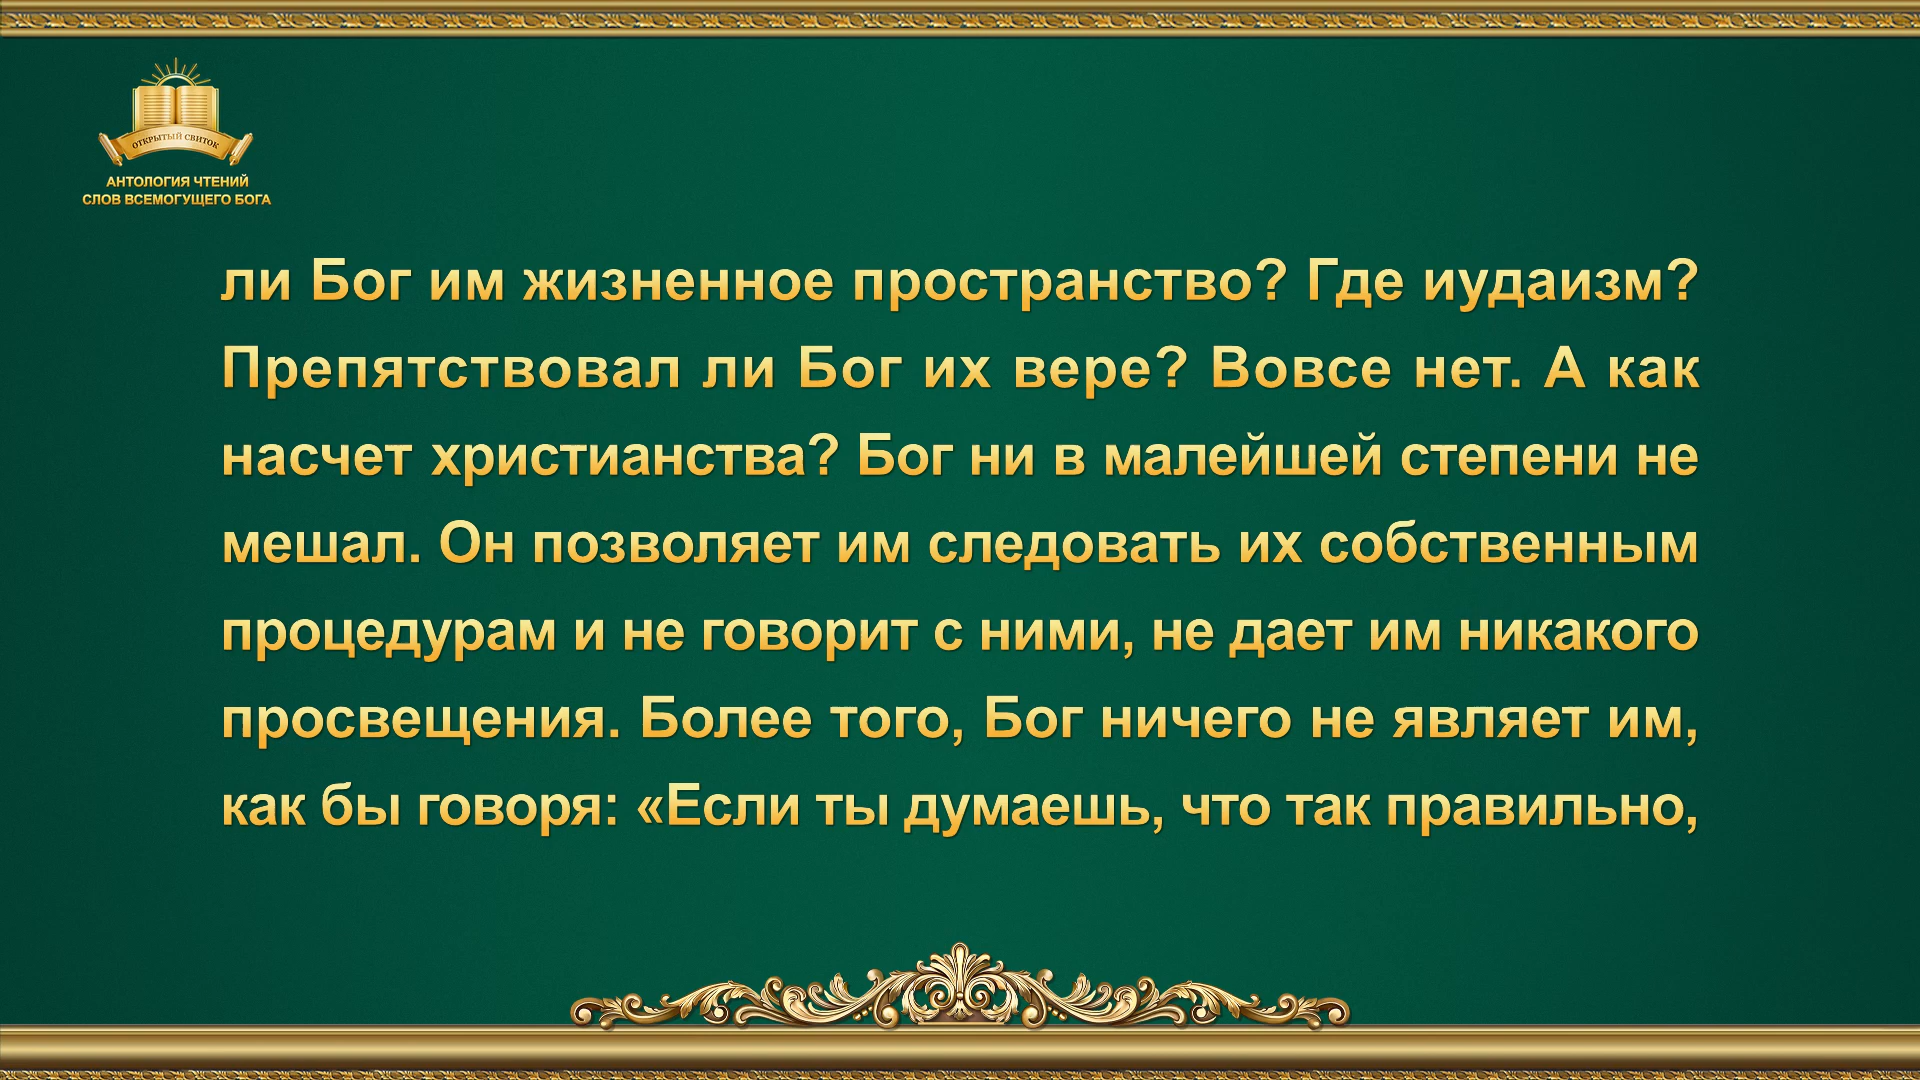 ОТКРЫТЫЙ СВИТОК
АНТОЛОГИЯ ЧТЕНИЙ
СЛОВ ВСЕМОГУЩЕГО БОГА
ли Бог им жизненное пространство? Где иудаизм?
Препятствовал ли Бог их вере? Вовсе нет. А как
насчет христианства? Бог ни в малейшей степени не
мешал. Он позволяет им следовать их собственным
процедурам и не говорит с ними, не дает им никакого
просвещения. Более того, Бог ничего не являет им,
как бы говоря: «Если ты думаешь, что так правильно,